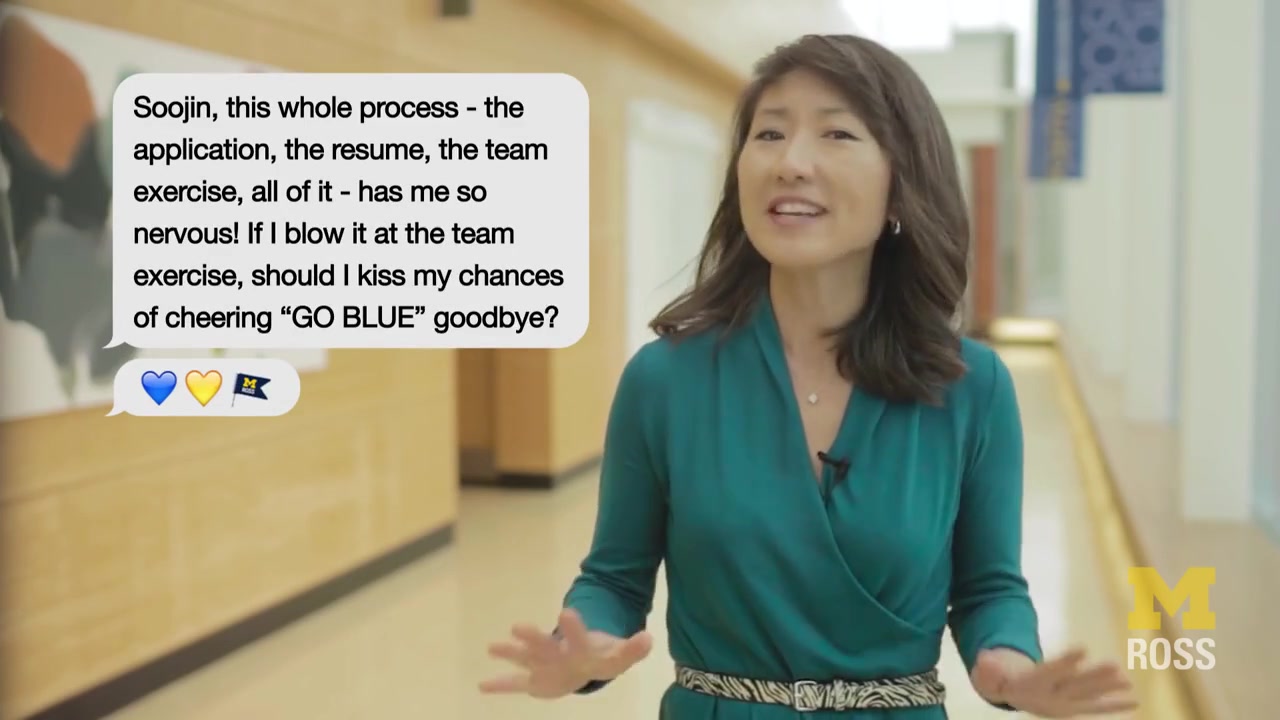 Soojin, this whole process - the
application, the resume, the team
exercise, all of it - has me so
nervous! If I blow it at the team
exercise, should I kiss my chances
of cheering “GO BLUE” goodbye?
M
ROSS
M
ROSS